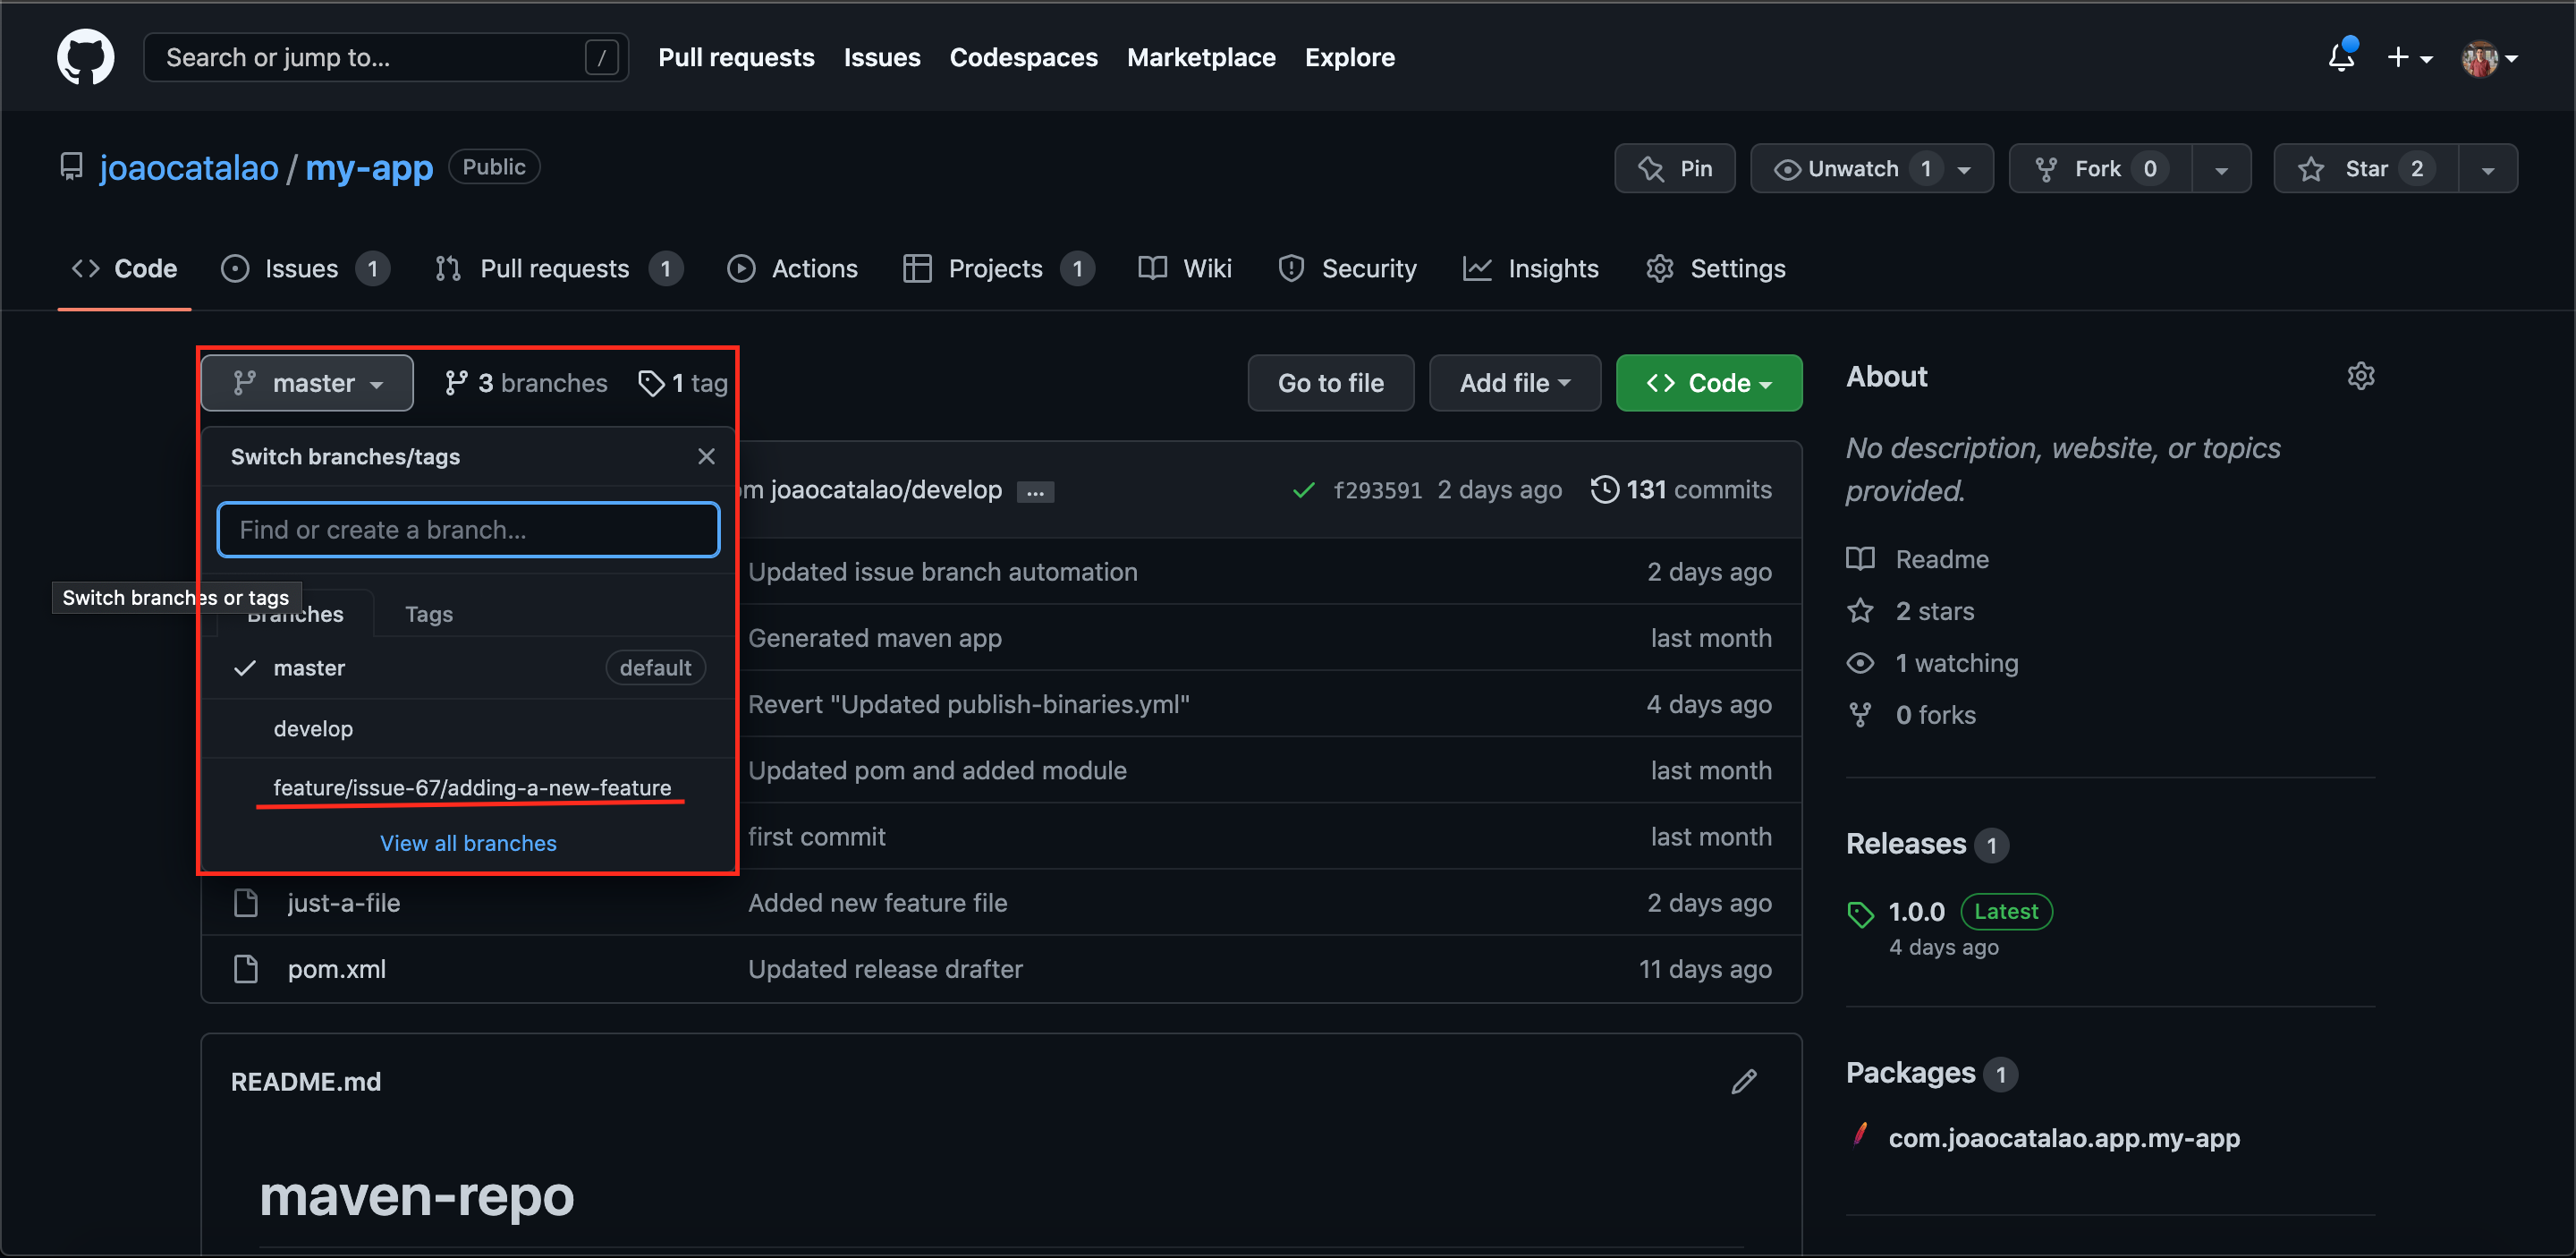 Search or jump to... /
Pull requests Issues Codespaces Marketplace Explore
joaocatalao / my-app Public
Pin Unwatch 1 Fork 0 Star 2
Code Issues 1 Pull requests 1 Actions Projects 1 Wiki Security Insights Settings
master 3 branches 1 tag
Go to file Add file Code
Switch branches/tags
Find or create a branch...
Switch branches or tags
Branches Tags
master default
develop
feature/issue-67/adding-a-new-feature
View all branches
joaocatalao/develop ... f293591 2 days ago 131 commits
Updated issue branch automation 2 days ago
Generated maven app last month
Revert "Updated publish-binaries.yml" 4 days ago
Updated pom and added module last month
first commit last month
just-a-file Added new feature file 2 days ago
pom.xml Updated release drafter 11 days ago
README.md
maven-repo
About
No description, website, or topics
provided.
Readme
2 stars
1 watching
0 forks
Releases 1
1.0.0 Latest
4 days ago
Packages 1
com.joaocatalao.app.my-app